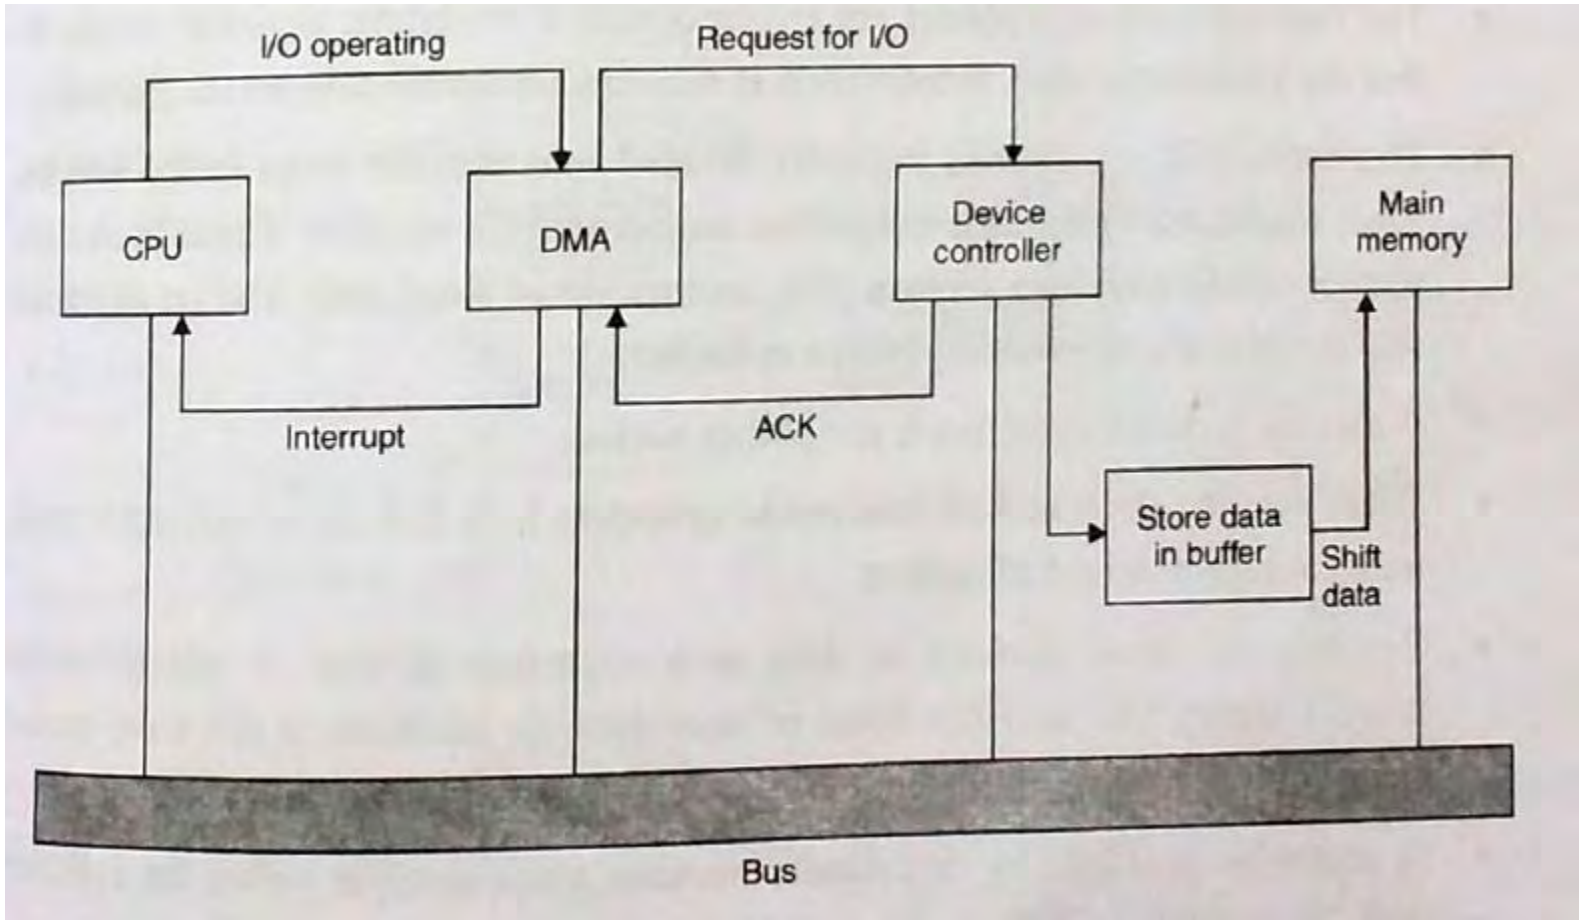 I/O operating
Request for I/O
CPU
DMA
Device
controller
Main
memory
Interrupt
ACK
Store data
in buffer
Shift
data
Bus